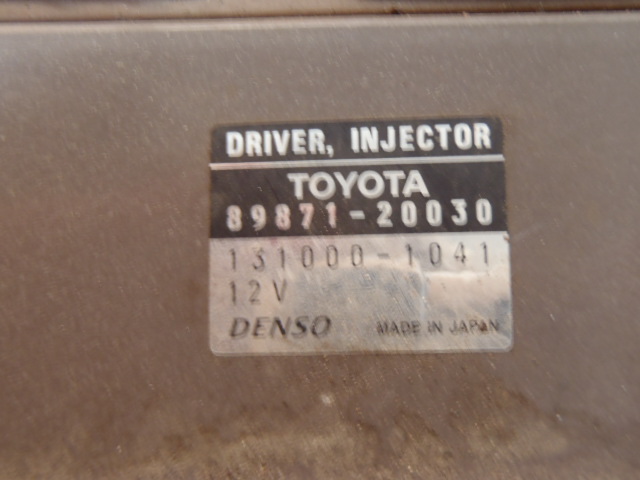 DRIVER, INJECTOR
TOYOTA
89871-20030
131000-1041
12V
DENSO MADE IN JAPAN